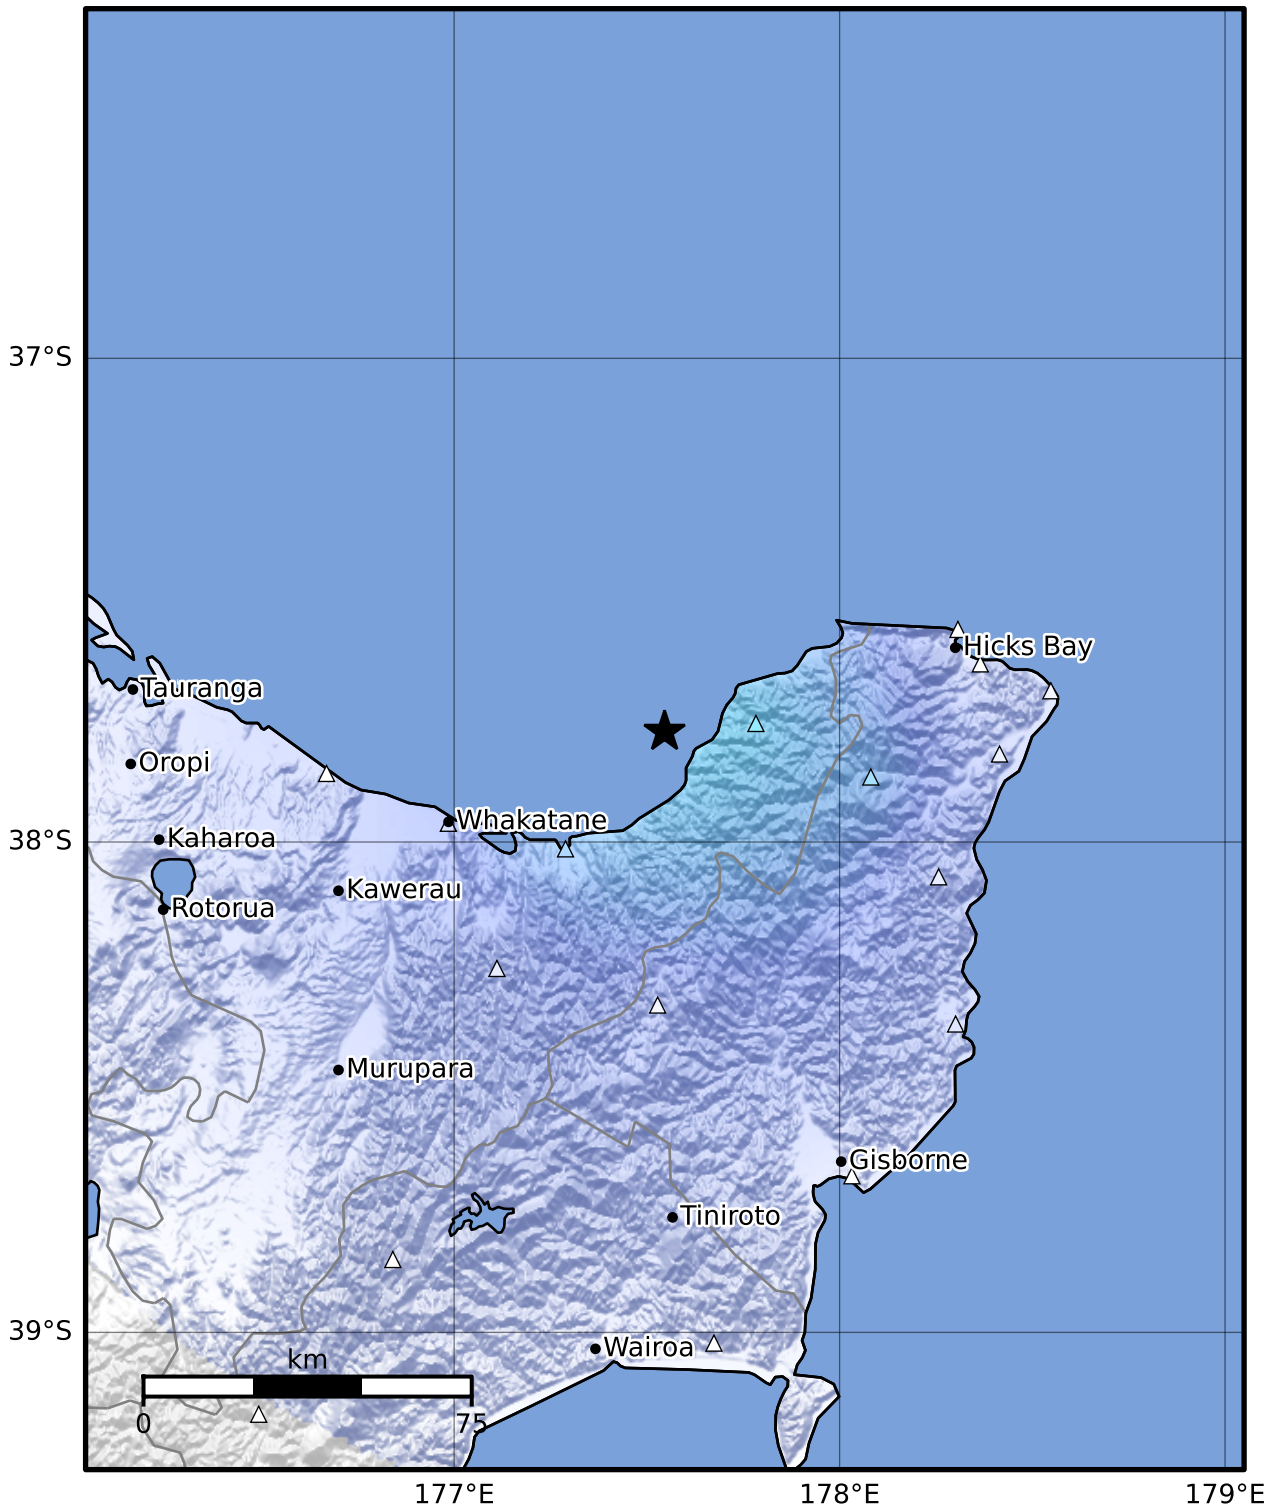 37°S
Hicks Bay
Tauranga
Oropi
Whakatane
Kaharoa
38°S
Kawerau
Rotorua
Murupara
Gisborne
Tiniroto
39°S
Wairoa
km
0 75
177°E 178°E 179°E